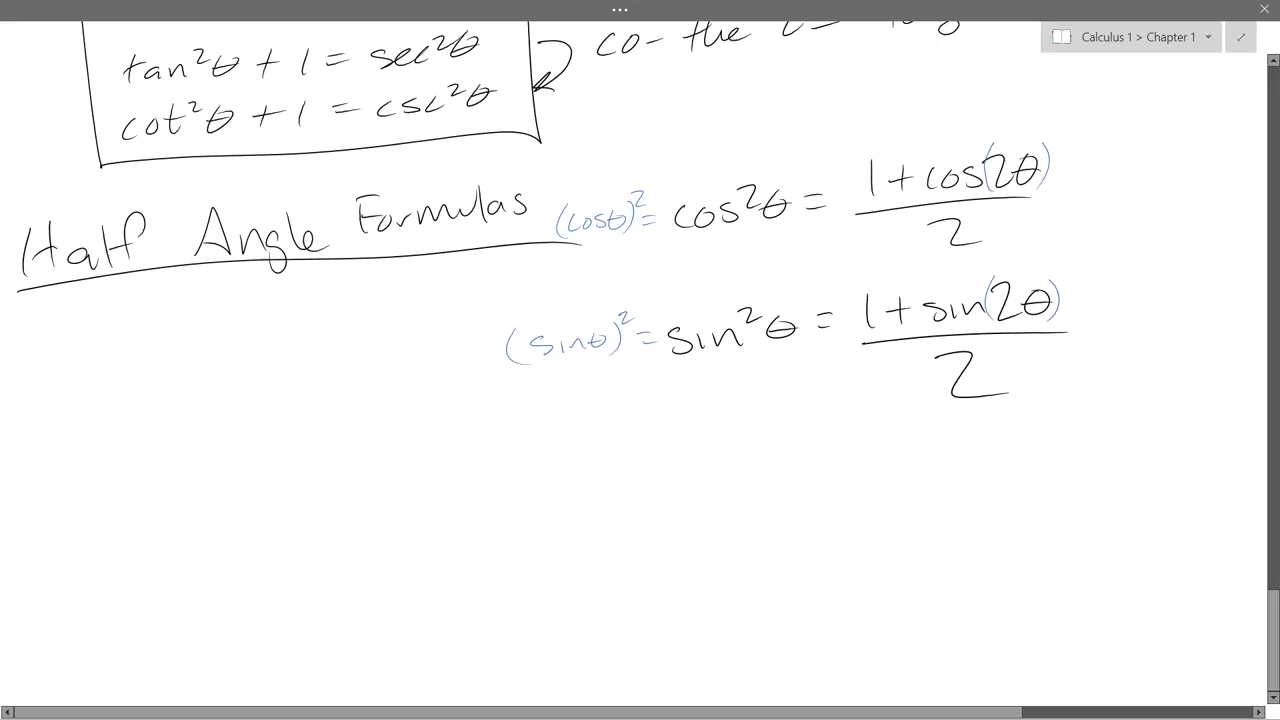 Calculus 1 > Chapter 1
co- the
tan²θ + 1 = sec²θ
cot²θ + 1 = csc²θ
Half Angle Formulas
(cosθ)² = cos²θ = (1 + cos(2θ))/2
(sinθ)² = sin²θ = (1 + sin(2θ))/2